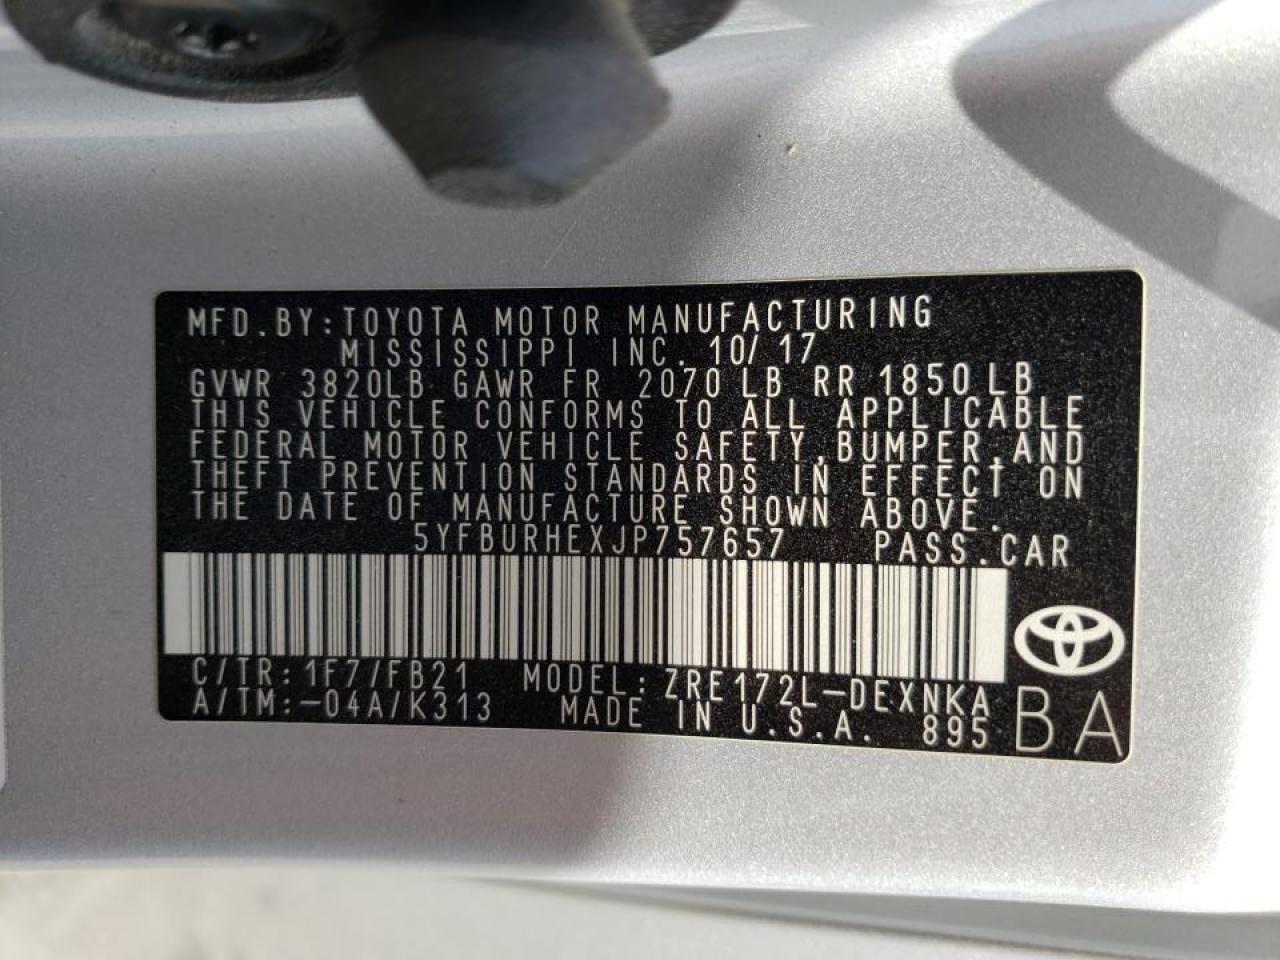 MFD.BY:TOYOTA MOTOR MANUFACTURING
MISSISSIPPI INC. 10/17
GVWR 3820LB GAWR FR 2070 LB RR 1850 LB
THIS VEHICLE CONFORMS TO ALL APPLICABLE
FEDERAL MOTOR VEHICLE SAFETY,BUMPER,AND
THEFT PREVENTION STANDARDS IN EFFECT ON
THE DATE OF MANUFACTURE SHOWN ABOVE.
5YFBURHEXJP757657 PASS.CAR
C/TR:1F7/FB21 MODEL:ZRE172L-DEXNKA
A/TM:-04A/K313 MADE IN U.S.A. 895
BA